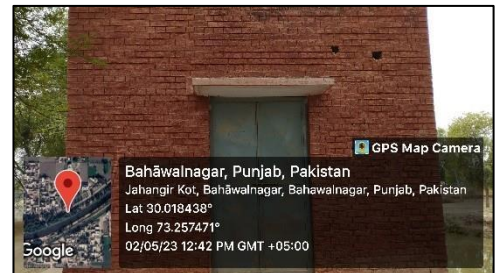 GPS Map Camera
Bahāwalnagar, Punjab, Pakistan
Jahangir Kot, Bahāwalnagar, Bahawalnagar, Punjab, Pakistan
Lat 30.018438°
Long 73.257471°
02/05/23 12:42 PM GMT +05:00
Google